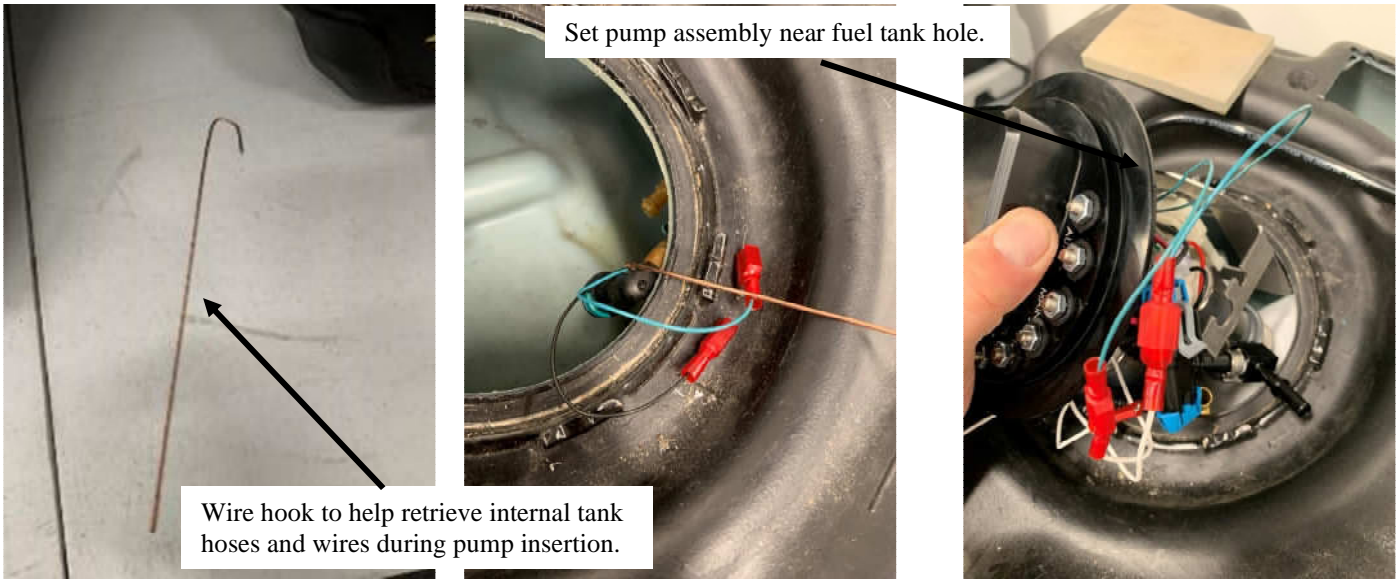 Set pump assembly near fuel tank hole.
Wire hook to help retrieve internal tank
hoses and wires during pump insertion.